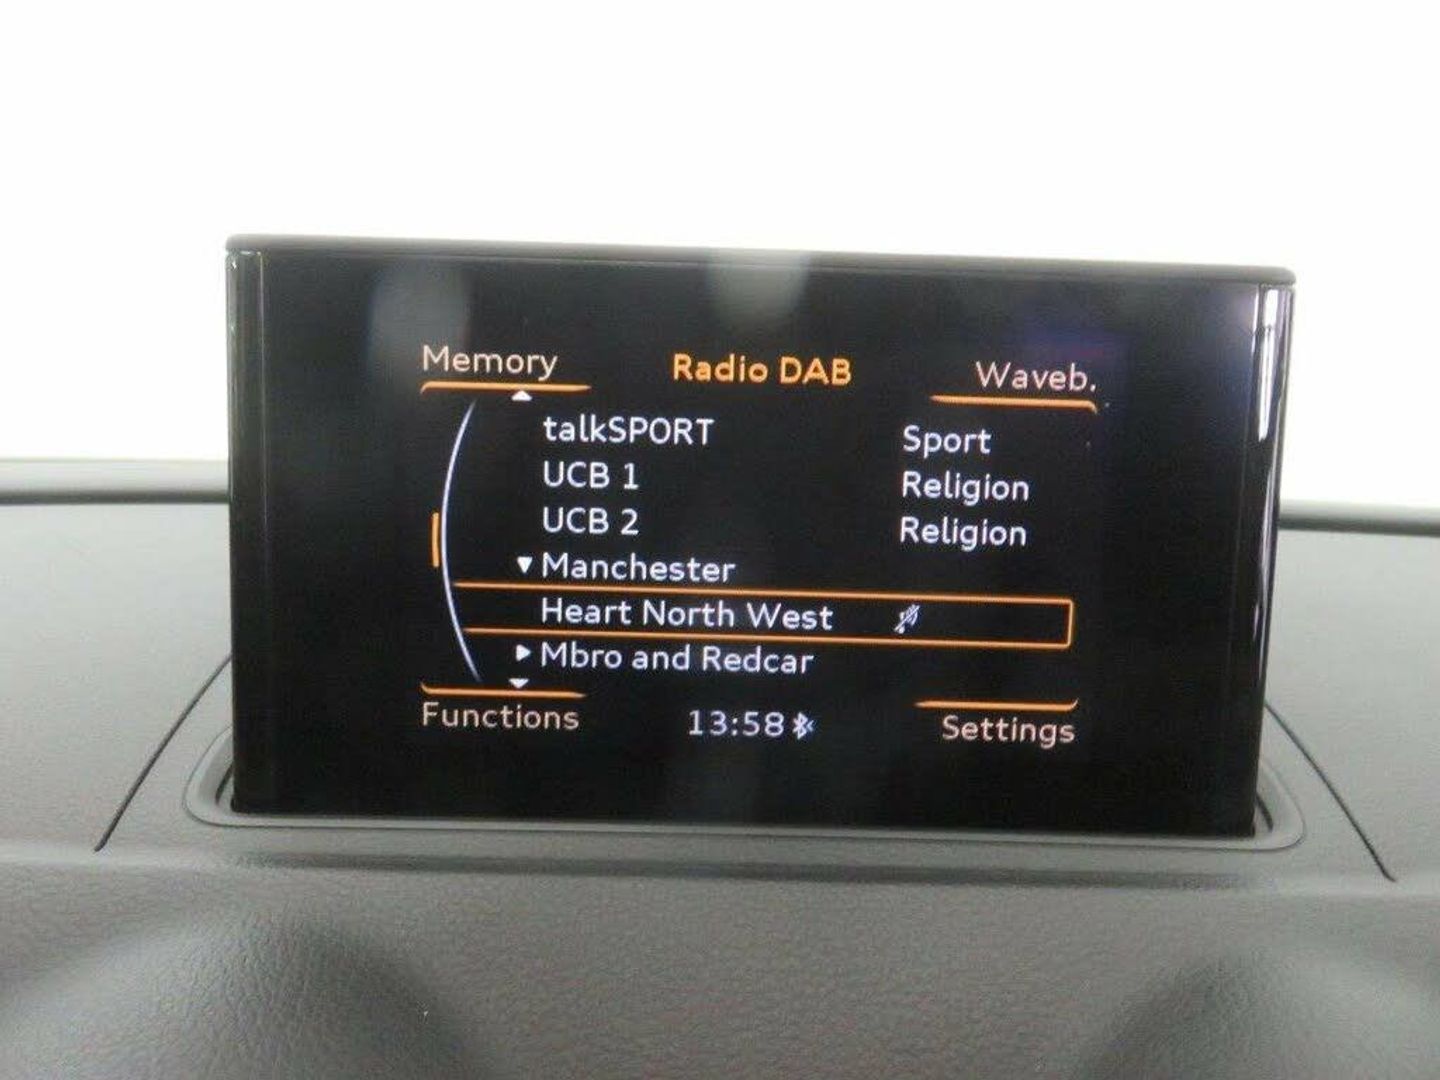 Memory Radio DAB Waveb.
talkSPORT Sport
UCB 1 Religion
UCB 2 Religion
Manchester
Heart North West
Mbro and Redcar
Functions 13:58 Settings